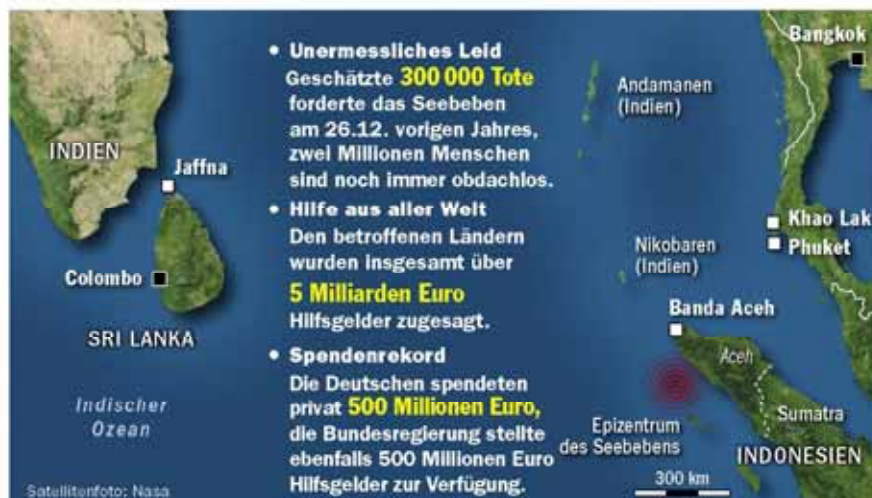 • Unermessliches Leid
Geschätzte 300 000 Tote
forderte das Seebeben
am 26.12. vorigen Jahres,
zwei Millionen Menschen
sind noch immer obdachlos.
• Hilfe aus aller Welt
Den betroffenen Ländern
wurden insgesamt über
5 Milliarden Euro
Hilfsgelder zugesagt.
• Spendenrekord
Die Deutschen spendeten
privat 500 Millionen Euro,
die Bundesregierung stellte
ebenfalls 500 Millionen Euro
Hilfsgelder zur Verfügung.
INDIEN
Jaffna
Colombo
SRI LANKA
Indischer
Ozean
Satellitenfoto: Nasa
Bangkok
Andamanen
(Indien)
Khao Lak
Phuket
Nikobaren
(Indien)
Banda Aceh
Aceh
Sumatra
Epizentrum
des Seebebens
INDONESIEN
300 km